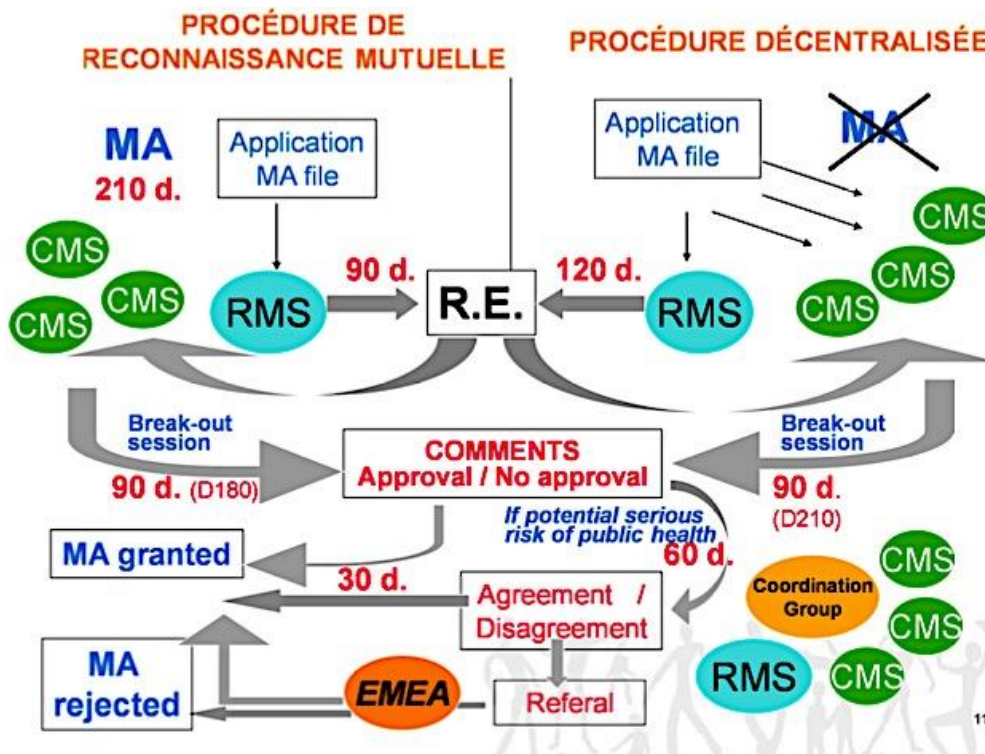 PROCÉDURE DE
RECONNAISSANCE MUTUELLE
PROCÉDURE DÉCENTRALISÉE
MA
210 d.
Application
MA file
CMS
CMS
CMS
RMS
90 d.
R.E.
120 d.
Application
MA file
MA
RMS
CMS
CMS
CMS
Break-out
session
90 d. (D180)
COMMENTS
Approval / No approval
Break-out
session
90 d.
(D210)
If potential serious
risk of public health
60 d.
MA granted
30 d.
Agreement /
Disagreement
Coordination
Group
CMS
CMS
CMS
RMS
MA
rejected
EMEA
Referal
11